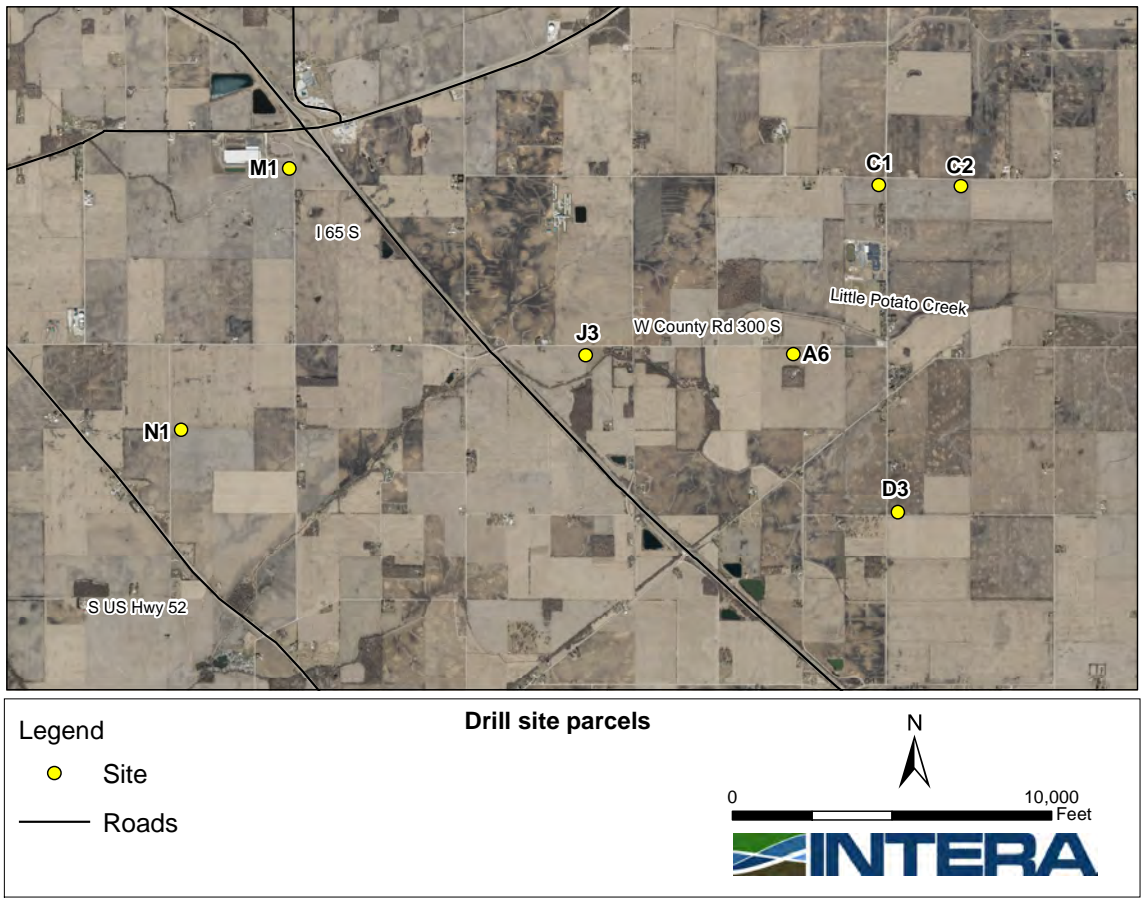 C1
C2
M1
I 65 S
Little Potato Creek
W County Rd 300 S
J3
A6
N1
D3
S US Hwy 52
Drill site parcels
Legend
Site
Roads
N
0
10,000
Feet
INTERA